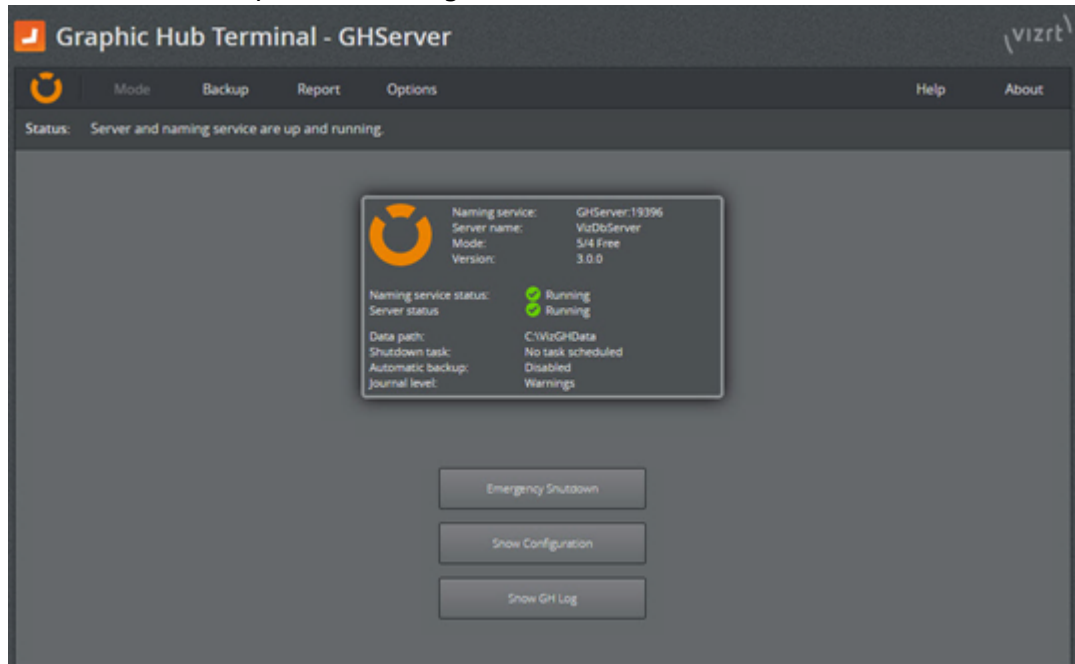 Graphic Hub Terminal - GHServer
vizrt
Mode Backup Report Options Help About
Status: Server and naming service are up and running.
Naming service: GHServer:19396
Server name: VizDbServer
Mode: 5/4 Free
Version: 3.0.0
Naming service status: Running
Server status Running
Data path: C:\VizGHData
Shutdown task: No task scheduled
Automatic backup: Disabled
Journal level: Warnings
Emergency Shutdown
Show Configuration
Show GH Log